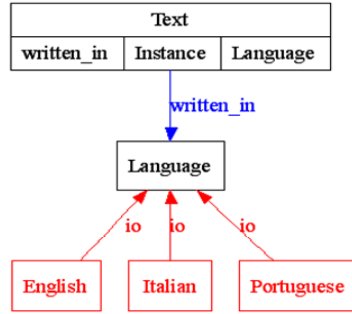 Text
written_in Instance Language
written_in
Language
io io io
English Italian Portuguese